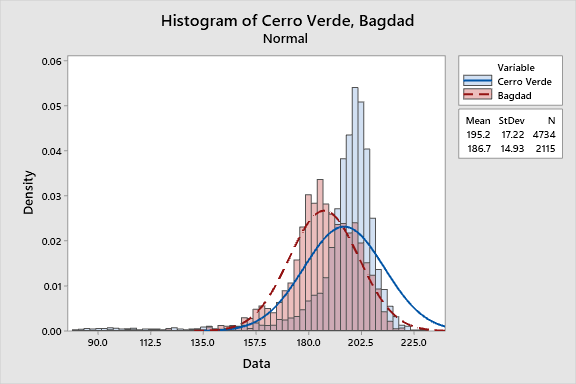 Histogram of Cerro Verde, Bagdad
Normal
Variable
Cerro Verde
Bagdad
Mean StDev N
195.2 17.22 4734
186.7 14.93 2115
0.06
0.05
0.04
0.03
0.02
0.01
0.00
Density
90.0 112.5 135.0 157.5 180.0 202.5 225.0
Data